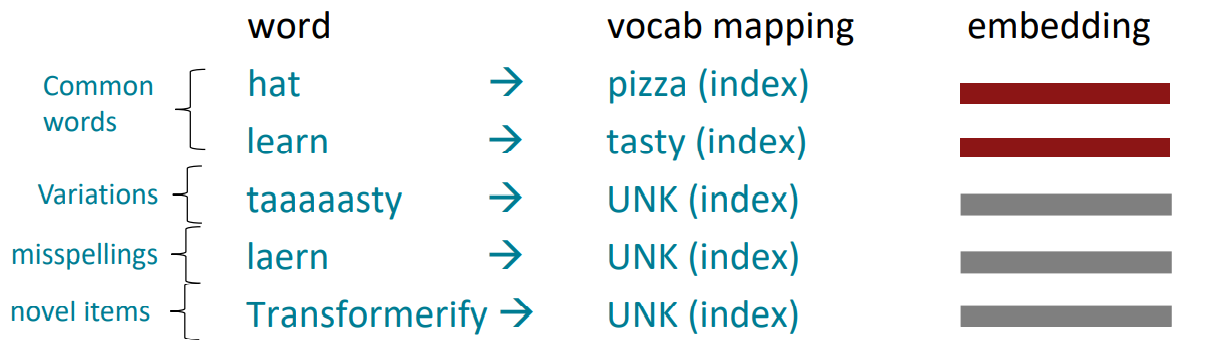 word vocab mapping embedding
Common words
hat → pizza (index)
learn → tasty (index)
Variations taaaaasty → UNK (index)
misspellings laern → UNK (index)
novel items Transformerify → UNK (index)